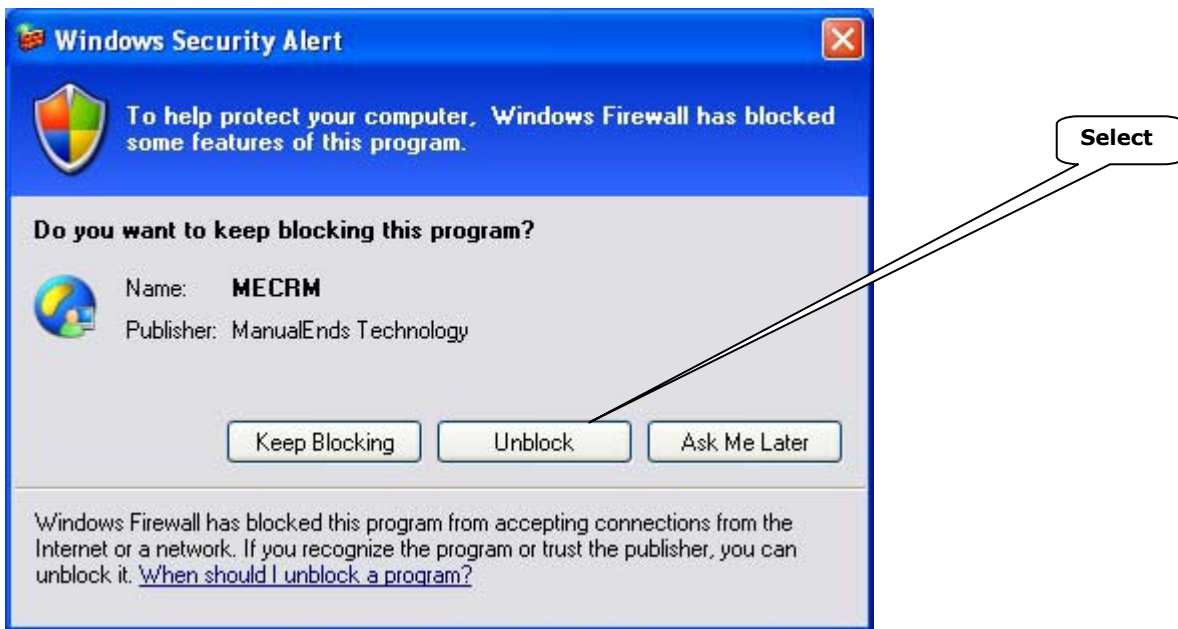 Windows Security Alert
To help protect your computer, Windows Firewall has blocked
some features of this program.
Select
Do you want to keep blocking this program?
Name: MECRM
Publisher: ManualEnds Technology
Keep Blocking Unblock Ask Me Later
Windows Firewall has blocked this program from accepting connections from the
Internet or a network. If you recognize the program or trust the publisher, you can
unblock it. When should I unblock a program?